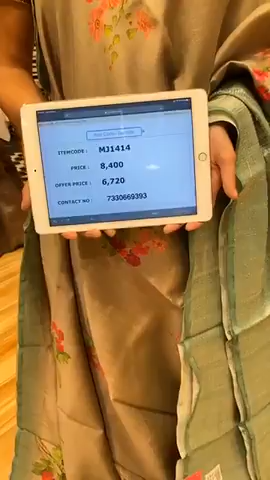 ITEMCODE : MJ1414
PRICE : 8,400
OFFER PRICE : 6,720
CONTACT NO : 7330669393